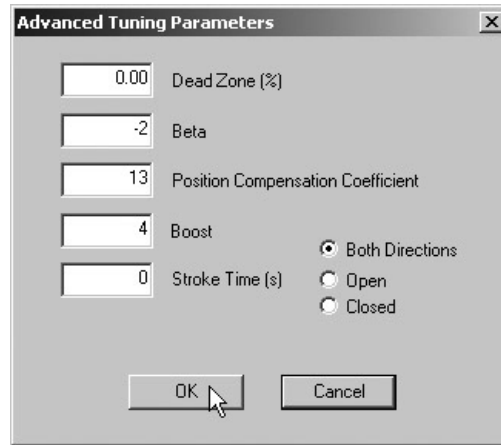 Advanced Tuning Parameters
0.00 Dead Zone (%)
-2 Beta
13 Position Compensation Coefficient
4 Boost
Both Directions
0 Stroke Time (s)
Open
Closed
OK Cancel